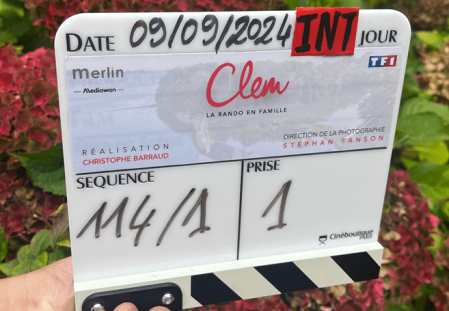 DATE 09/09/2024 INT JOUR
merlin
Mediawan
TF1
Clem
LA RANDO EN FAMILLE
RÉALISATION
CHRISTOPHE BARRAUD
DIRECTION DE LA PHOTOGRAPHIE
STÉPHAN YANSON
SEQUENCE
114/1
PRISE
1
Cinéboutique
PARIS